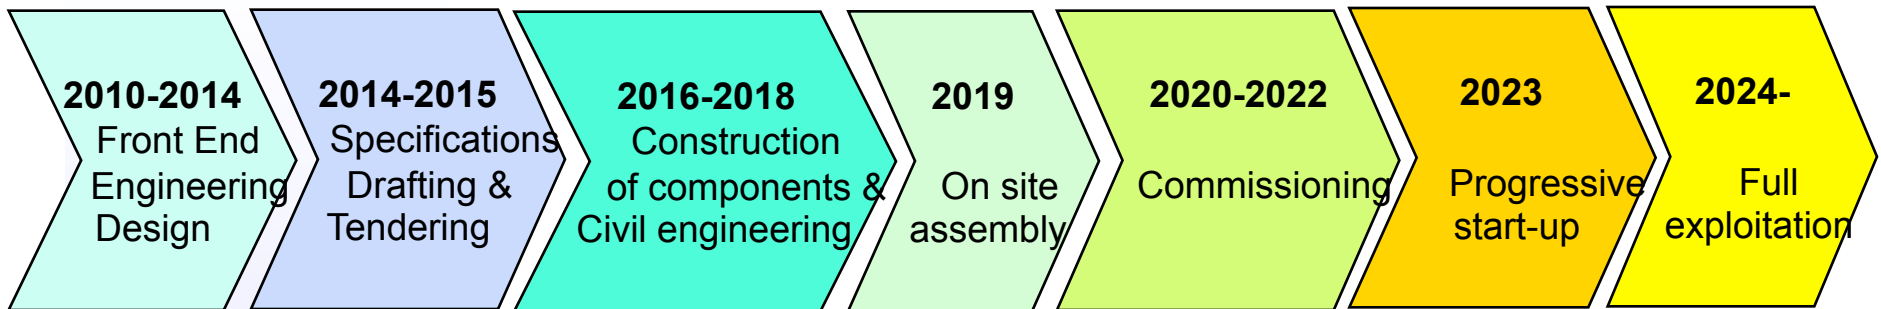 2010-2014
Front End
Engineering
Design
2014-2015
Specifications
Drafting &
Tendering
2016-2018
Construction
of components &
Civil engineering
2019
On site
assembly
2020-2022
Commissioning
2023
Progressive
start-up
2024-
Full
exploitation